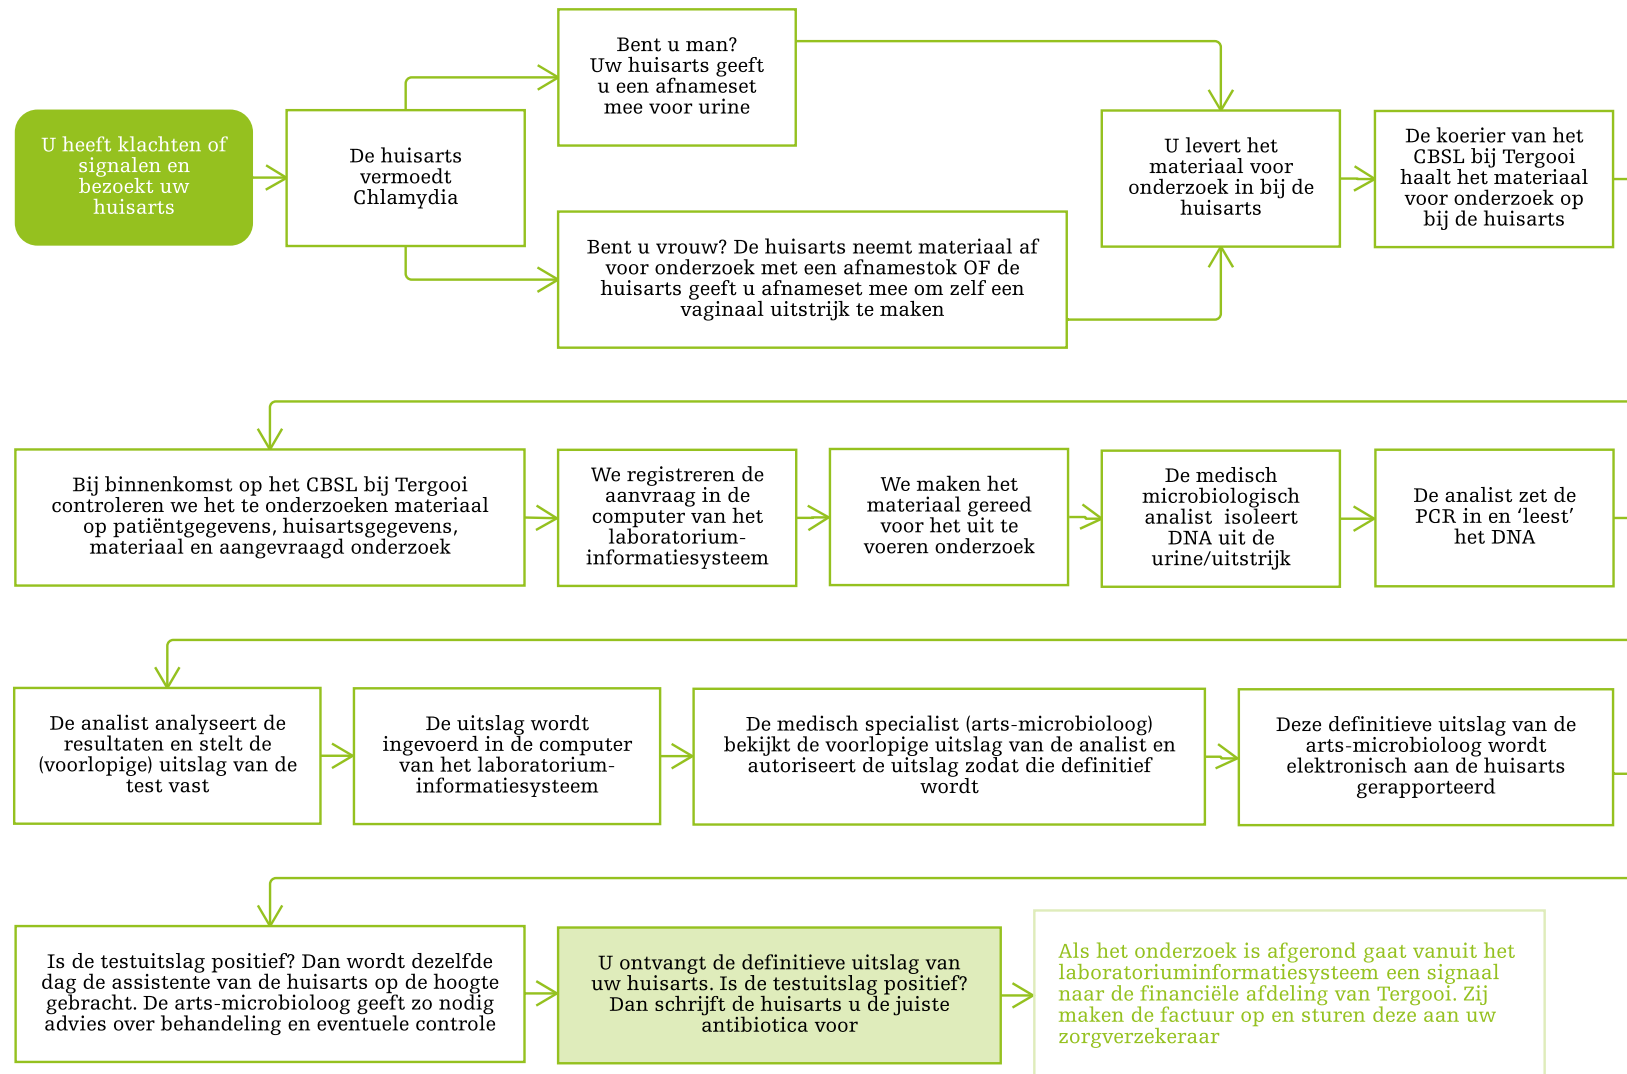 U heeft klachten of
signalen en
bezoekt uw
huisarts
De huisarts
vermoedt
Chlamydia
Bent u man?
Uw huisarts geeft
u een afnameset
mee voor urine
Bent u vrouw? De huisarts neemt materiaal af
voor onderzoek met een afnamestok OF de
huisarts geeft u afnameset mee om zelf een
vaginaal uitstrijk te maken
U levert het
materiaal voor
onderzoek in bij de
huisarts
De koerier van het
CBSL bij Tergooi
haalt het materiaal
voor onderzoek op
bij de huisarts
Bij binnenkomst op het CBSL bij Tergooi
controleren we het te onderzoeken materiaal
op patiëntgegevens, huisartsgegevens,
materiaal en aangevraagd onderzoek
We registreren de
aanvraag in de
computer van het
laboratorium-
informatiesysteem
We maken het
materiaal gereed
voor het uit te
voeren onderzoek
De medisch
microbiologisch
analist isoleert
DNA uit de
urine/uitstrijk
De analist zet de
PCR in en ‘leest’
het DNA
De analist analyseert de
resultaten en stelt de
(voorlopige) uitslag van de
test vast
De uitslag wordt
ingevoerd in de computer
van het laboratorium-
informatiesysteem
De medisch specialist (arts-microbioloog)
bekijkt de voorlopige uitslag van de analist en
autoriseert de uitslag zodat die definitief
wordt
Deze definitieve uitslag van de
arts-microbioloog wordt
elektronisch aan de huisarts
gerapporteerd
Is de testuitslag positief? Dan wordt dezelfde
dag de assistente van de huisarts op de hoogte
gebracht. De arts-microbioloog geeft zo nodig
advies over behandeling en eventuele controle
U ontvangt de definitieve uitslag van
uw huisarts. Is de testuitslag positief?
Dan schrijft de huisarts u de juiste
antibiotica voor
Als het onderzoek is afgerond gaat vanuit het
laboratoriuminformatiesysteem een signaal
naar de financiële afdeling van Tergooi. Zij
maken de factuur op en sturen deze aan uw
zorgverzekeraar